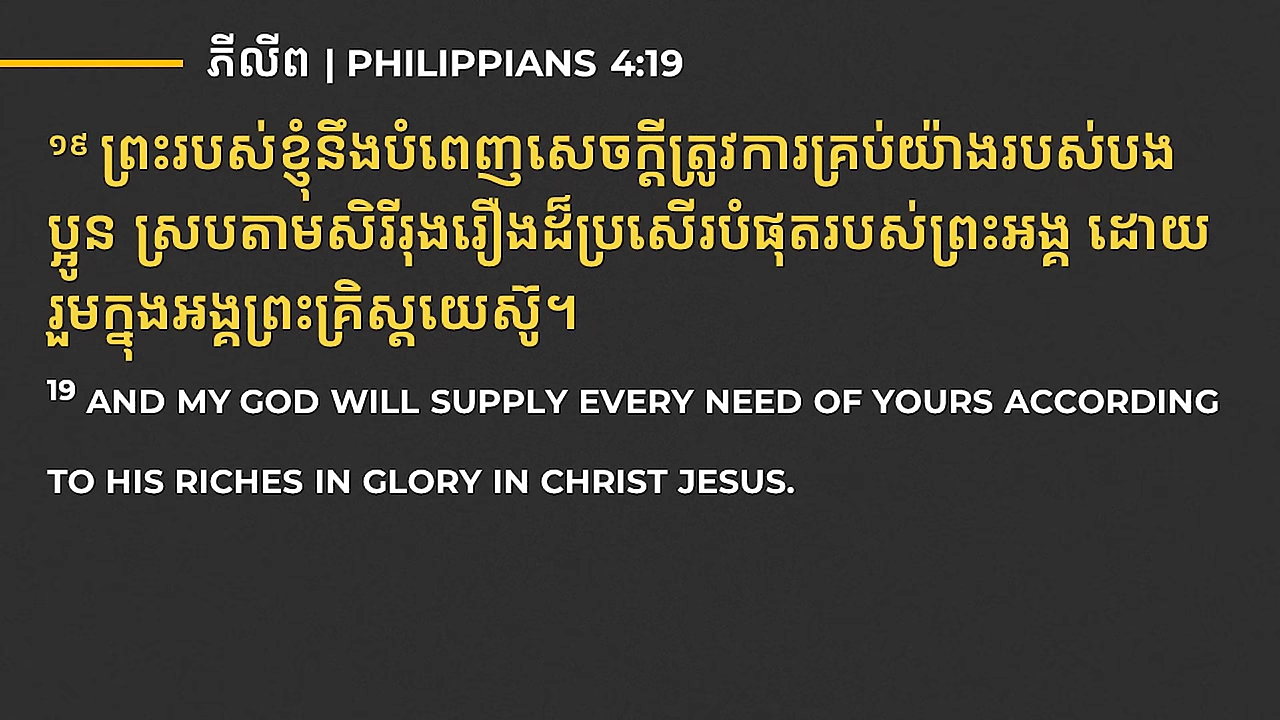 ភីលីព | PHILIPPIANS 4:19
១៩ ព្រះរបស់ខ្ញុំនឹងបំពេញសេចក្ដីត្រូវការគ្រប់យ៉ាងរបស់បង
ប្អូន ស្របតាមសិរីរុងរឿងដ៏ប្រសើរបំផុតរបស់ព្រះអង្គ ដោយ
រួមក្នុងអង្គព្រះគ្រិស្តយេស៊ូ។
19 AND MY GOD WILL SUPPLY EVERY NEED OF YOURS ACCORDING
TO HIS RICHES IN GLORY IN CHRIST JESUS.